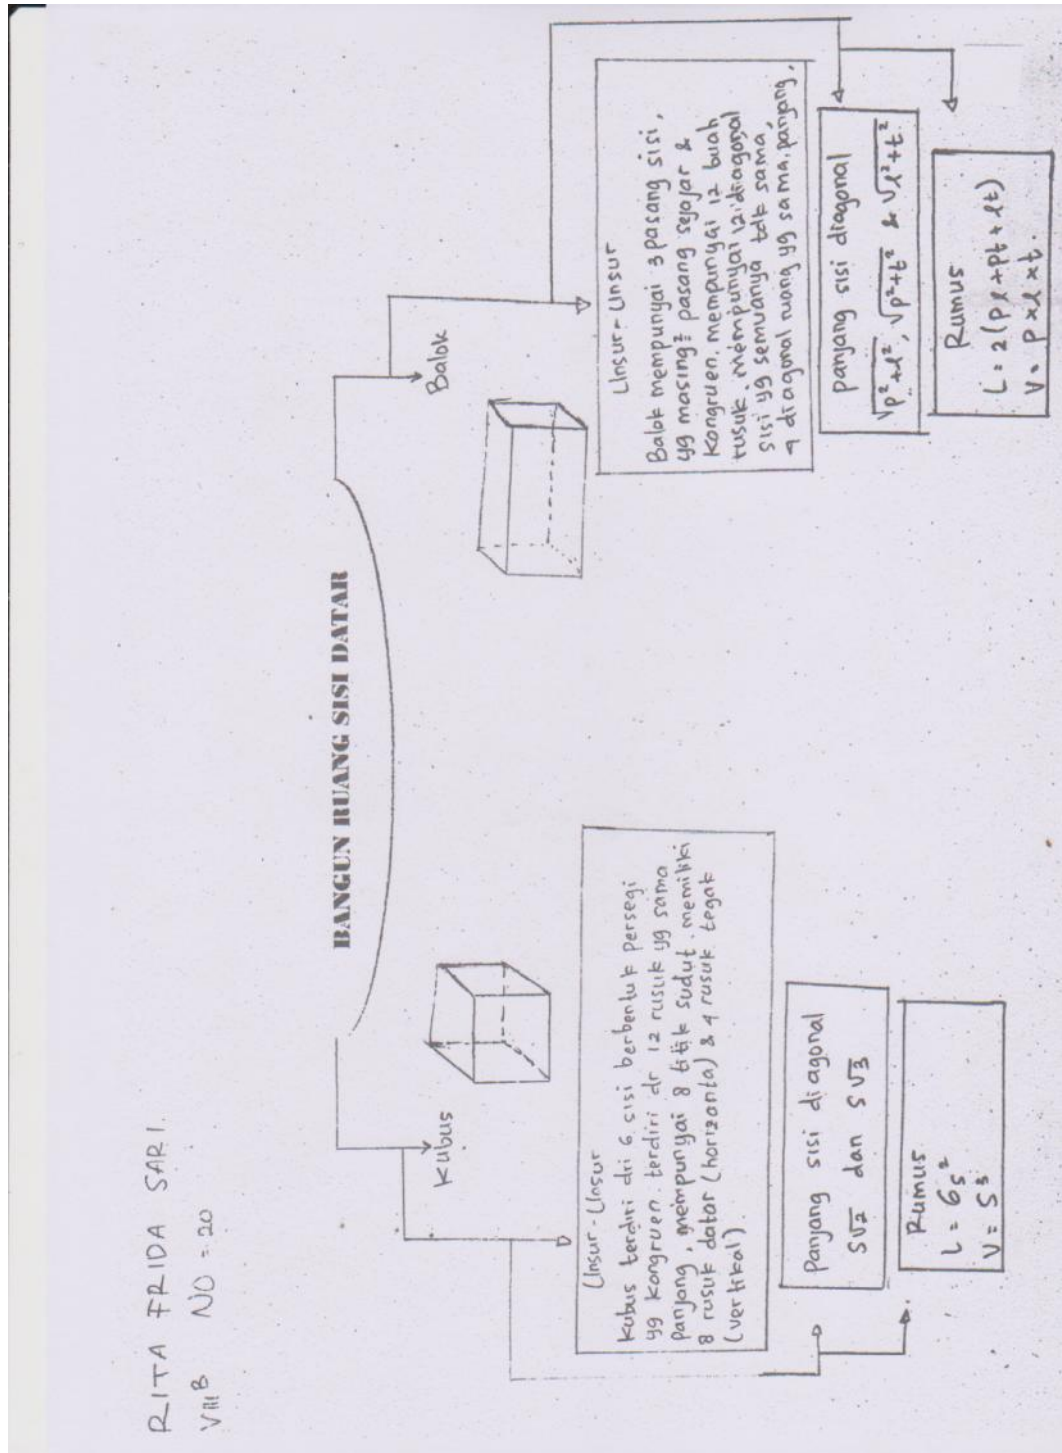 RITA FRIDA SARI
VIII B NO = 20
BANGUN RUANG SISI DATAR
Kubus
Unsur-Unsur
Kubus terdiri dri 6 sisi berbentuk persegi
yg kongruen. terdiri dr 12 rusuk yg sama
panjang, mempunyai 8 titik sudut. memiliki
8 rusuk dator (horizonta) & 4 rusuk tegak
(vertikal).
Panjang sisi diagonal
S√2 dan S√3
Rumus
L = 6s²
V = S³
Balok
Unsur-Unsur
Balok mempunyai 3 pasang sisi,
yg masing² pasang sejajar &
kongruen. mempunyai 12 buah
rusuk. mempunyai 12 diagonal
sisi yg semuanya tdk sama,
4 diagonal ruang yg sama panjang.
panjang sisi diagonal
√p²+l², √p²+t² & √l²+t²
Rumus
L = 2(pl+pt+lt)
V = p x l x t.